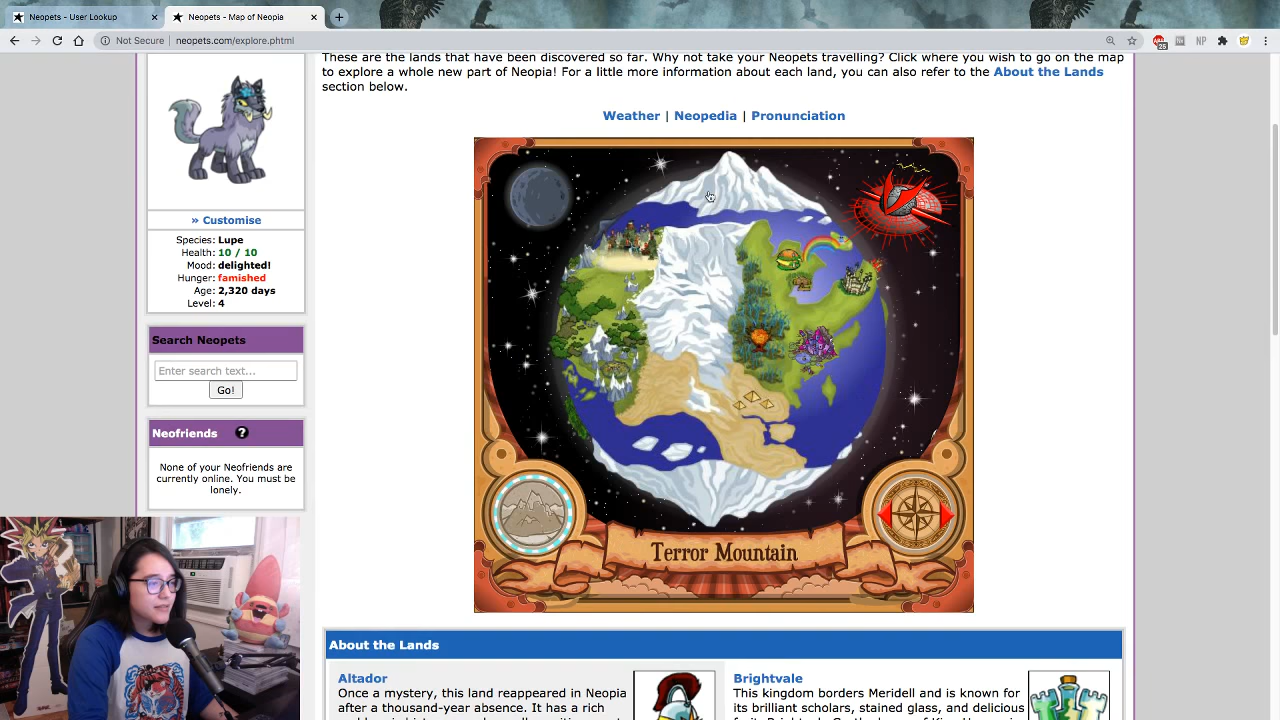 Neopets - User Lookup
Neopets - Map of Neopia
Not Secure | neopets.com/explore.phtml
These are the lands that have been discovered so far. Why not take your Neopets travelling? Click where you wish to go on the map
to explore a whole new part of Neopia! For a little more information about each land, you can also refer to the About the Lands
section below.
Weather | Neopedia | Pronunciation
» Customise
Species: Lupe
Health: 10 / 10
Mood: delighted!
Hunger: famished
Age: 2,320 days
Level: 4
Search Neopets
Enter search text...
Go!
Neofriends ?
None of your Neofriends are
currently online. You must be
lonely.
Terror Mountain
About the Lands
Altador
Once a mystery, this land reappeared in Neopia
after a thousand-year absence. It has a rich
Brightvale
This kingdom borders Meridell and is known for
its brilliant scholars, stained glass, and delicious